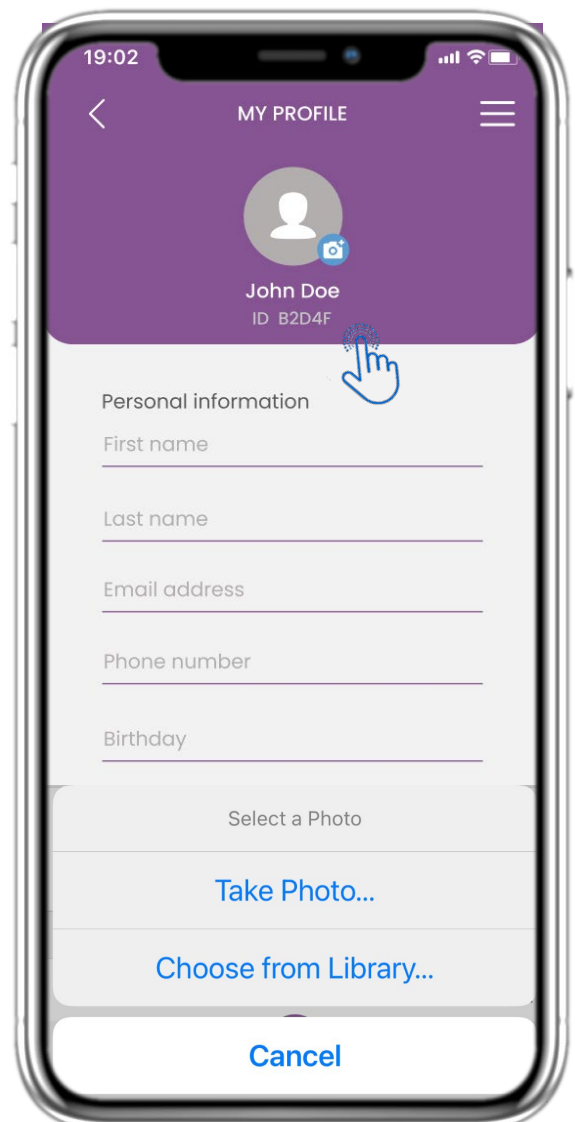 19:02
MY PROFILE
John Doe
ID B2D4F
Personal information
First name
Last name
Email address
Phone number
Birthday
Select a Photo
Take Photo...
Choose from Library...
Cancel